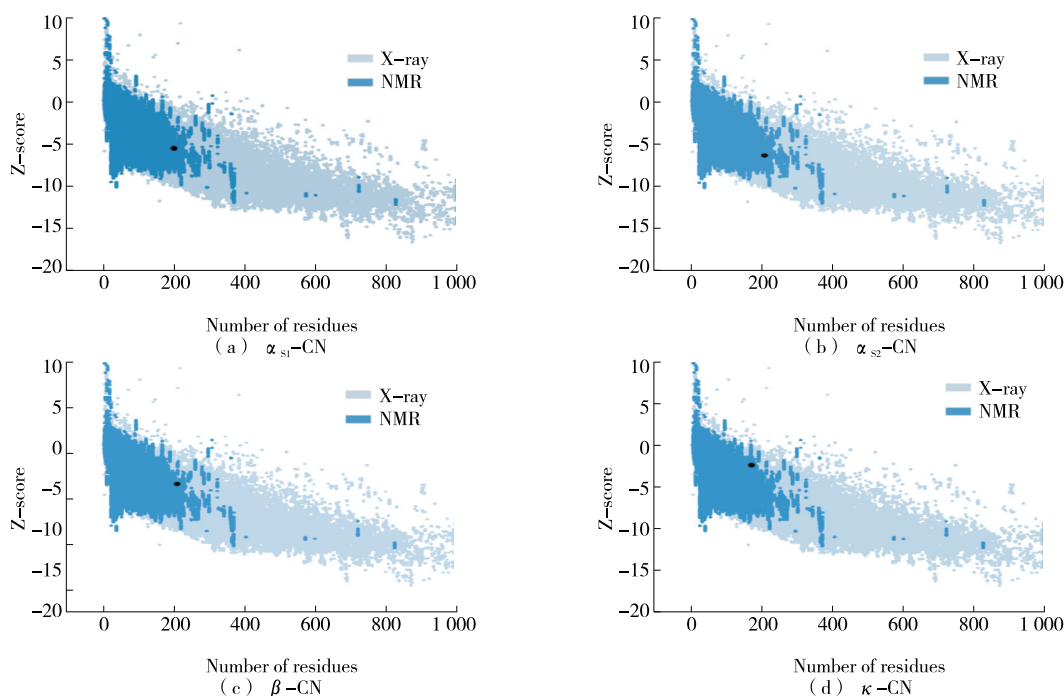 10
5
0
−5
−10
−15
−20
Z−score
X−ray
NMR
0 200 400 600 800 1 000
Number of residues
（a） α S1−CN
10
5
0
−5
−10
−15
−20
Z−score
X−ray
NMR
0 200 400 600 800 1 000
Number of residues
（b） α S2−CN
10
5
0
−5
−10
−15
−20
Z−score
X−ray
NMR
0 200 400 600 800 1 000
Number of residues
（c） β−CN
10
5
0
−5
−10
−15
−20
Z−score
X−ray
NMR
0 200 400 600 800 1 000
Number of residues
（d） κ−CN